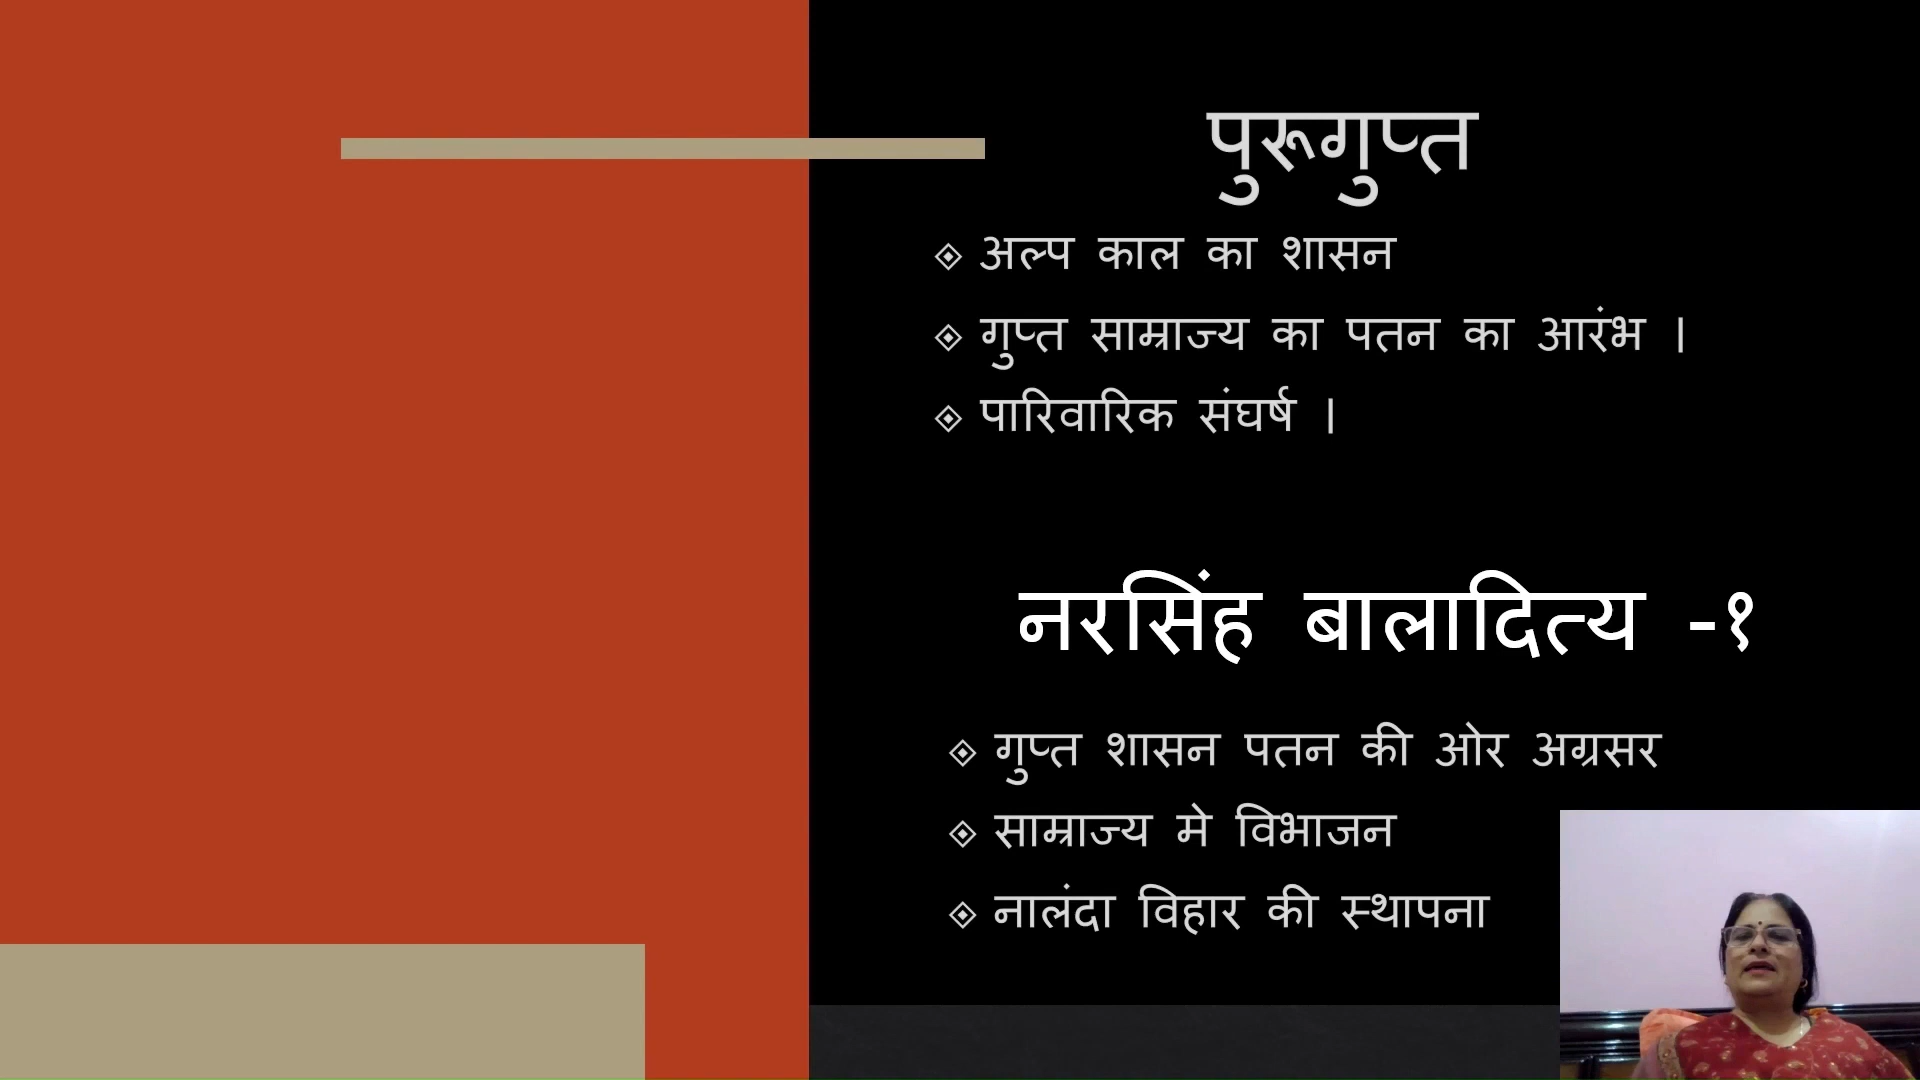 पुरूगुप्त
अल्प काल का शासन
गुप्त साम्राज्य का पतन का आरंभ ।
पारिवारिक संघर्ष ।
नरसिंह बालादित्य -१
गुप्त शासन पतन की ओर अग्रसर
साम्राज्य मे विभाजन
नालंदा विहार की स्थापना